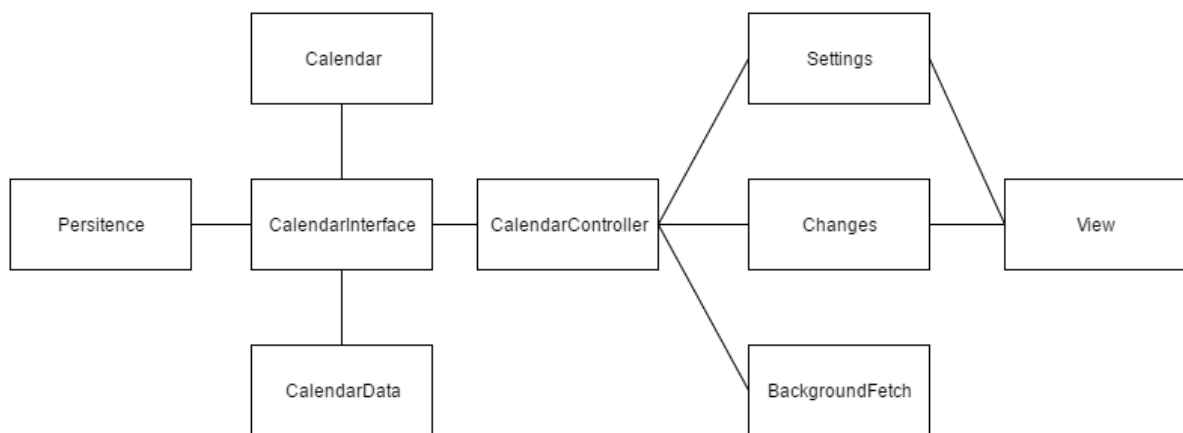 Calendar
Settings
Persitence
CalendarInterface
CalendarController
Changes
View
CalendarData
BackgroundFetch